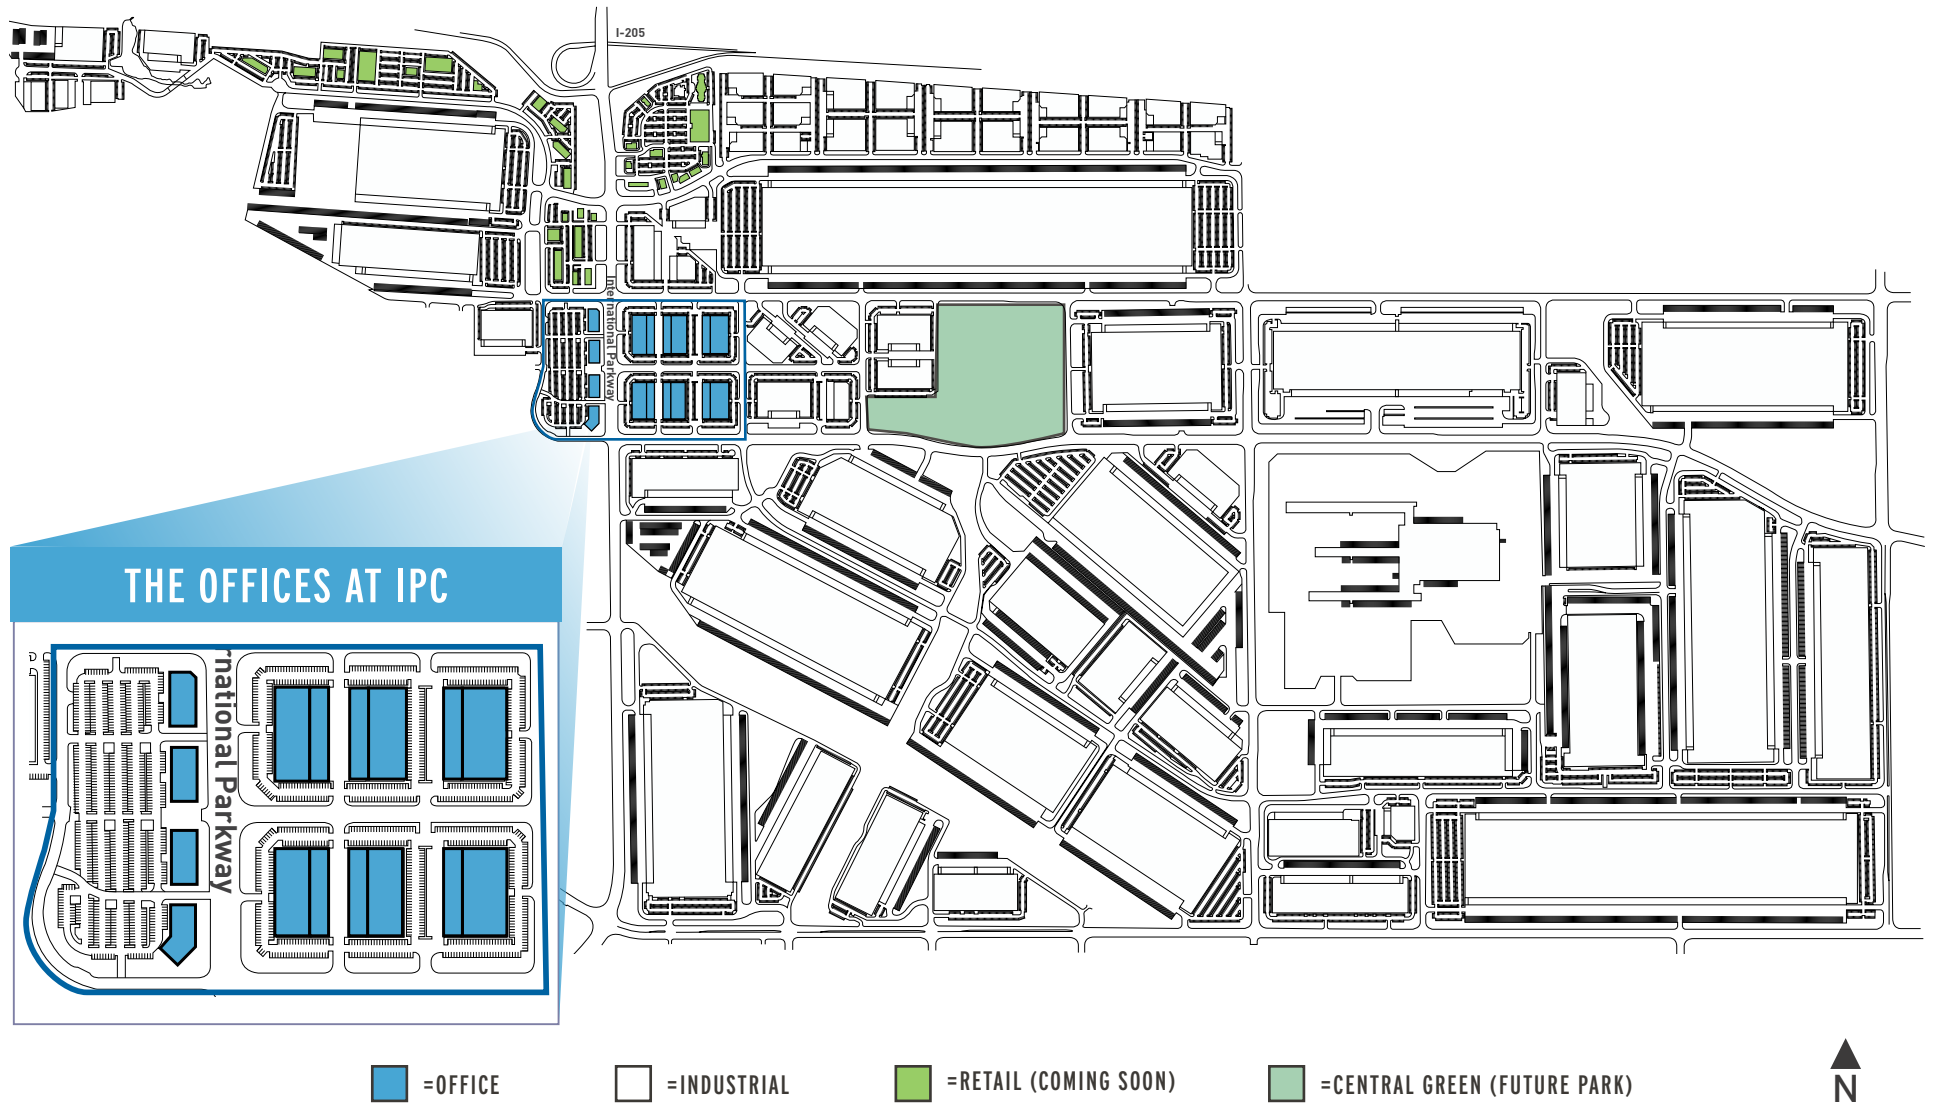 I-205
International Parkway
THE OFFICES AT IPC
rnational Parkway
=OFFICE
=INDUSTRIAL
=RETAIL (COMING SOON)
=CENTRAL GREEN (FUTURE PARK)
N